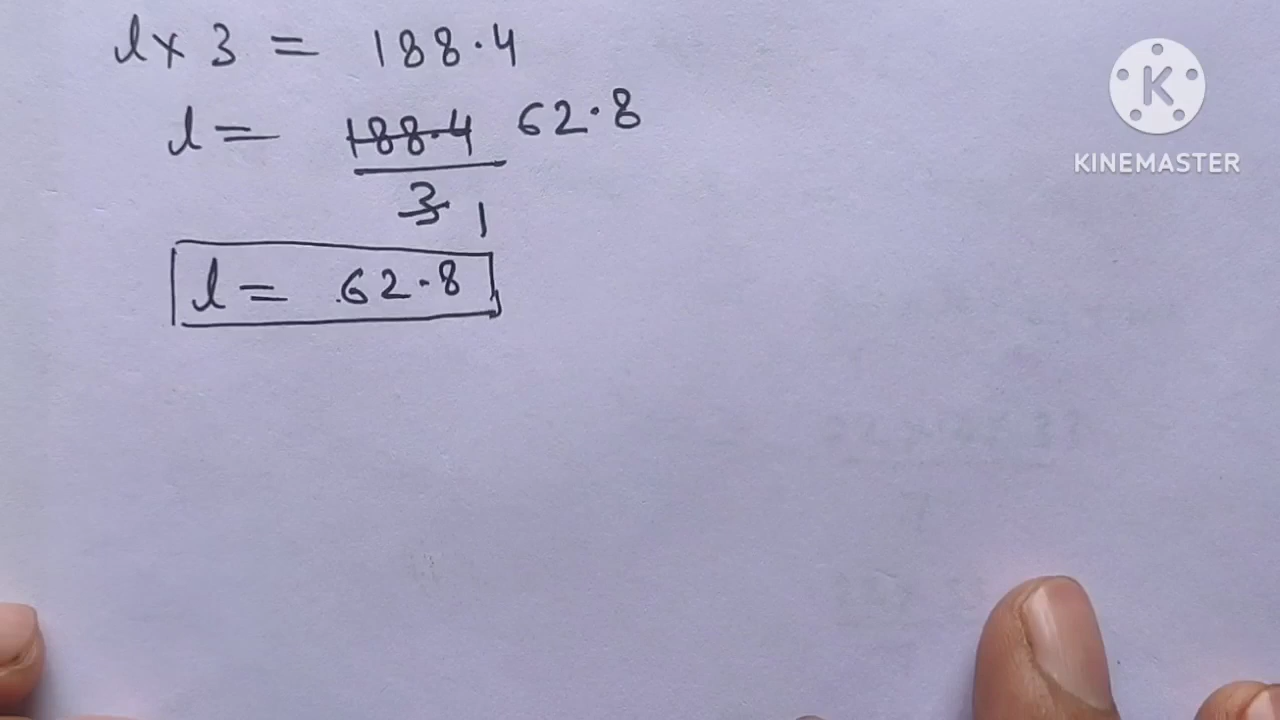 l x 3 = 188.4
l = 188.4 62.8
3 1
l = 62.8
K
KINEMASTER